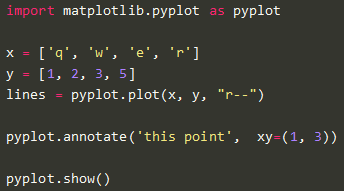 import matplotlib.pyplot as pyplot
x = ['q', 'w', 'e', 'r']
y = [1, 2, 3, 5]
lines = pyplot.plot(x, y, "r--")
pyplot.annotate('this point',  xy=(1, 3))
pyplot.show()